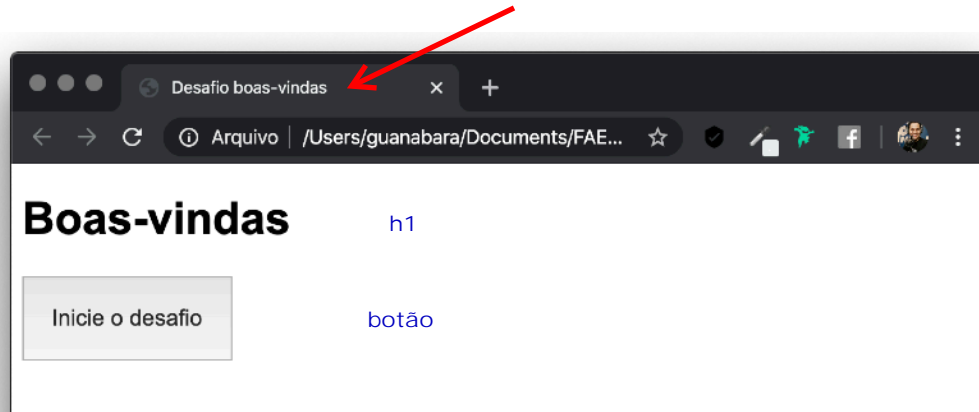 Desafio boas-vindas
Arquivo | /Users/guanabara/Documents/FAE...
Boas-vindas h1
Inicie o desafio botão